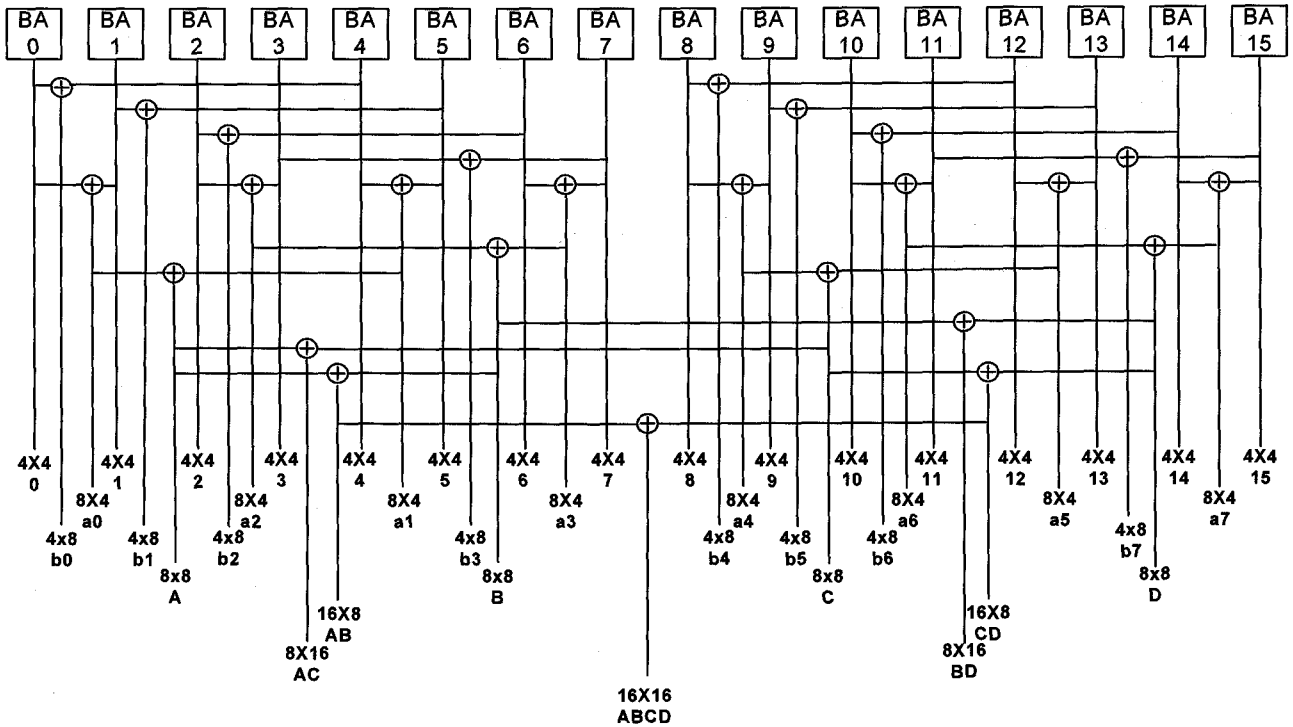 BA BA BA BA BA BA BA BA BA BA BA BA BA BA BA BA
0 1 2 3 4 5 6 7 8 9 10 11 12 13 14 15
4X4 4X4 4X4 4X4 4X4 4X4 4X4 4X4 4X4 4X4 4X4 4X4 4X4 4X4 4X4 4X4
0 1 2 3 4 5 6 7 8 9 10 11 12 13 14 15
8X4 8X4 8X4 8X4 8X4 8X4 8X4 8X4
a0 a2 a1 a3 a4 a6 a5 a7
4x8 4x8 4x8 4x8 4x8 4x8 4x8 4x8
b0 b1 b2 b3 b4 b5 b6 b7
8x8 8x8 8x8 8x8
A B C D
16X8 16X8
AB CD
8X16 8X16
AC BD
16X16
ABCD